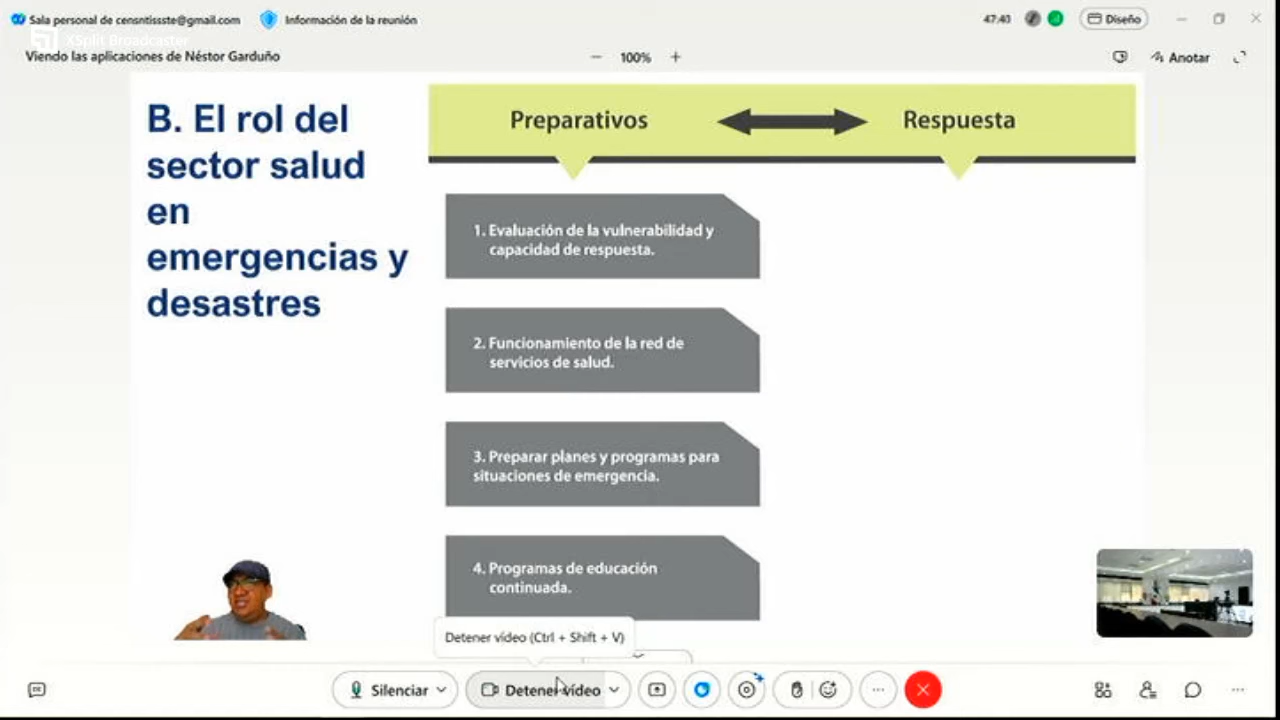 Sala personal de censntissste@gmail.com
Información de la reunión
47:40
Diseño
XSplit Broadcaster
Viendo las aplicaciones de Néstor Garduño
100%
Anotar
B. El rol del
sector salud
en
emergencias y
desastres
Preparativos
Respuesta
1. Evaluación de la vulnerabilidad y
capacidad de respuesta.
2. Funcionamiento de la red de
servicios de salud.
3. Preparar planes y programas para
situaciones de emergencia.
4. Programas de educación
continuada.
Detener vídeo (Ctrl + Shift + V)
Silenciar
Detener vídeo